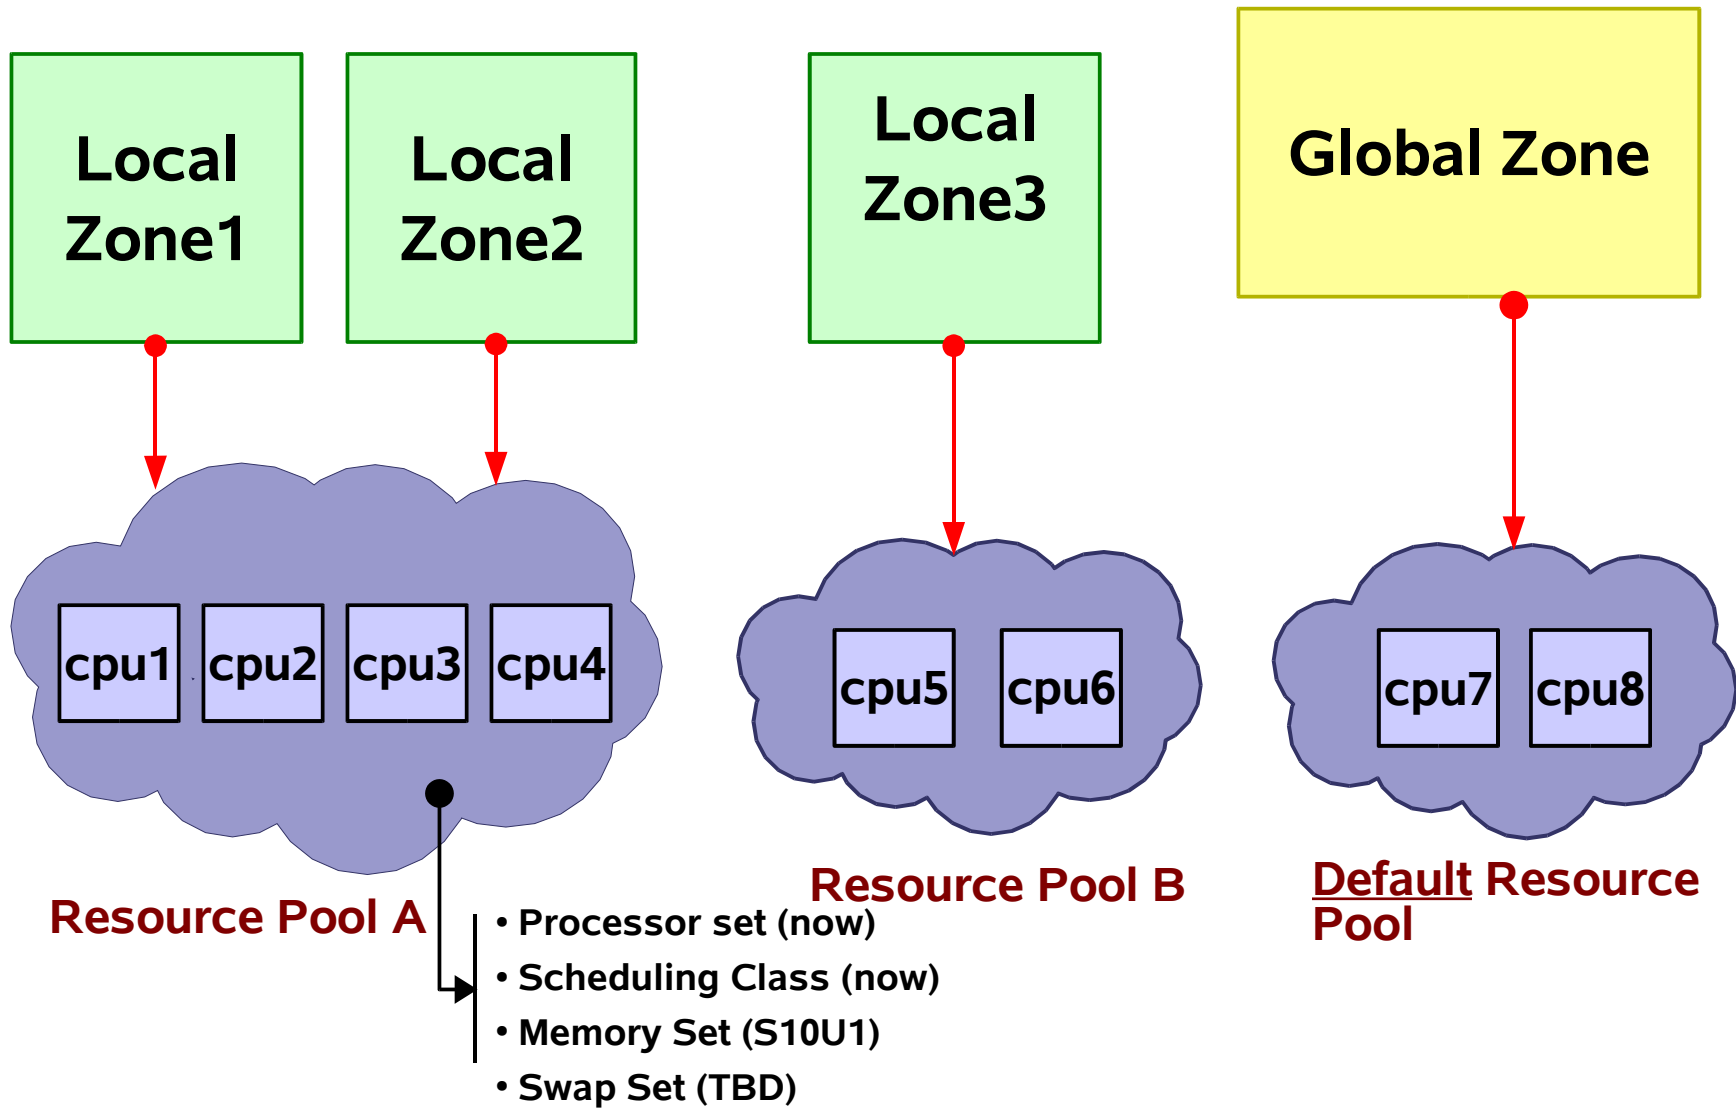 Local
Zone1
Local
Zone2
Local
Zone3
Global Zone
cpu1
cpu2
cpu3
cpu4
cpu5
cpu6
cpu7
cpu8
Resource Pool A
Resource Pool B
Default Resource
Pool
• Processor set (now)
• Scheduling Class (now)
• Memory Set (S10U1)
• Swap Set (TBD)